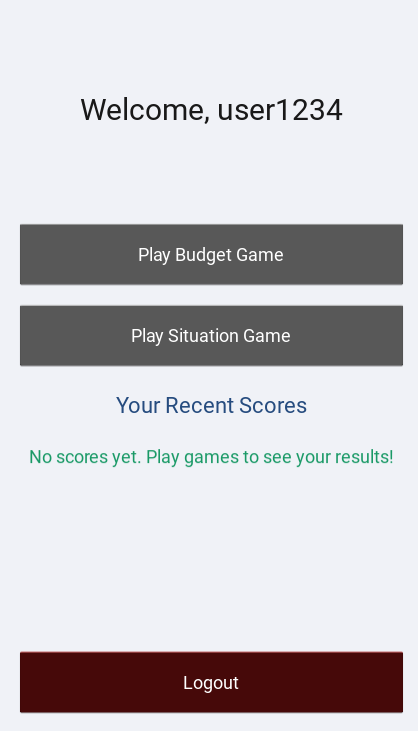 Welcome, user1234
Play Budget Game
Play Situation Game
Your Recent Scores
No scores yet. Play games to see your results!
Logout